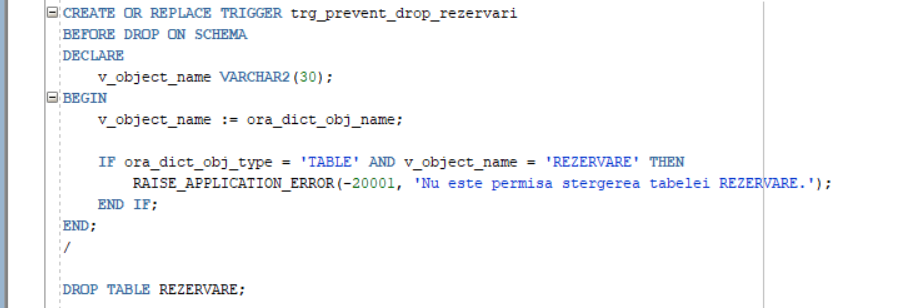 CREATE OR REPLACE TRIGGER trg_prevent_drop_rezervari
BEFORE DROP ON SCHEMA
DECLARE
    v_object_name VARCHAR2(30);
BEGIN
    v_object_name := ora_dict_obj_name;

    IF ora_dict_obj_type = 'TABLE' AND v_object_name = 'REZERVARE' THEN
        RAISE_APPLICATION_ERROR(-20001, 'Nu este permisa stergerea tabelei REZERVARE.');
    END IF;
END;
/

DROP TABLE REZERVARE;